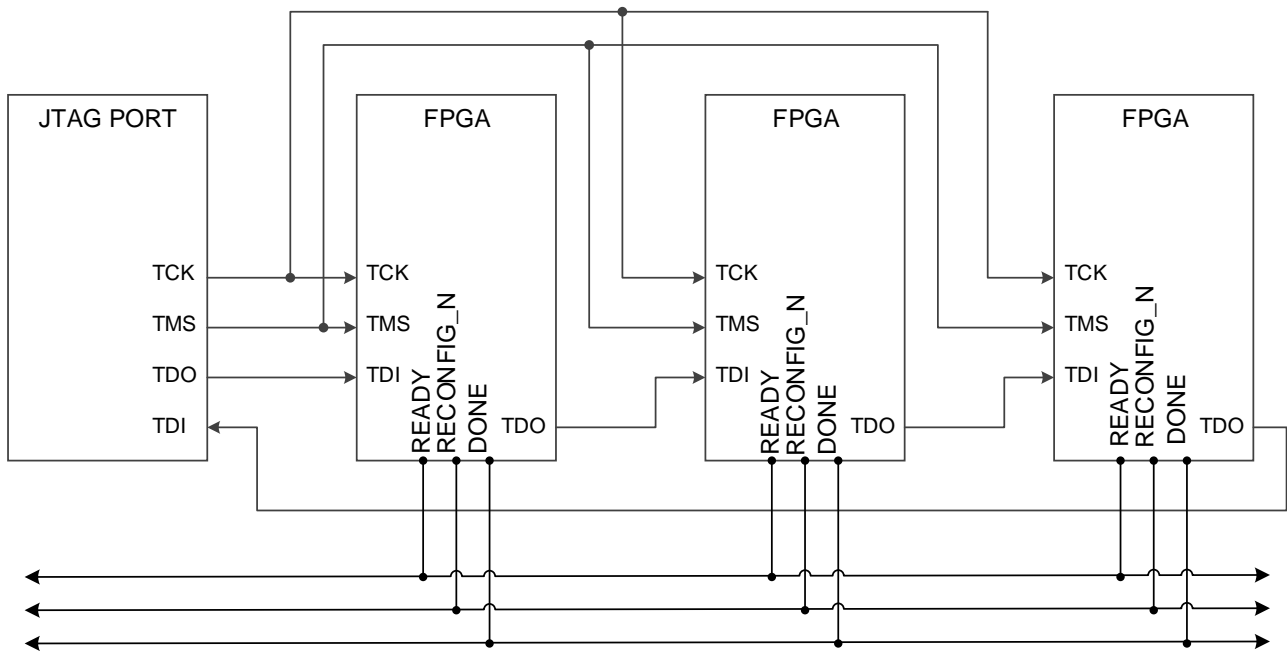 JTAG PORT
TCK
TMS
TDO
TDI
FPGA
TCK
TMS
TDI
READY
RECONFIG_N
DONE
TDO
FPGA
TCK
TMS
TDI
READY
RECONFIG_N
DONE
TDO
FPGA
TCK
TMS
TDI
READY
RECONFIG_N
DONE
TDO